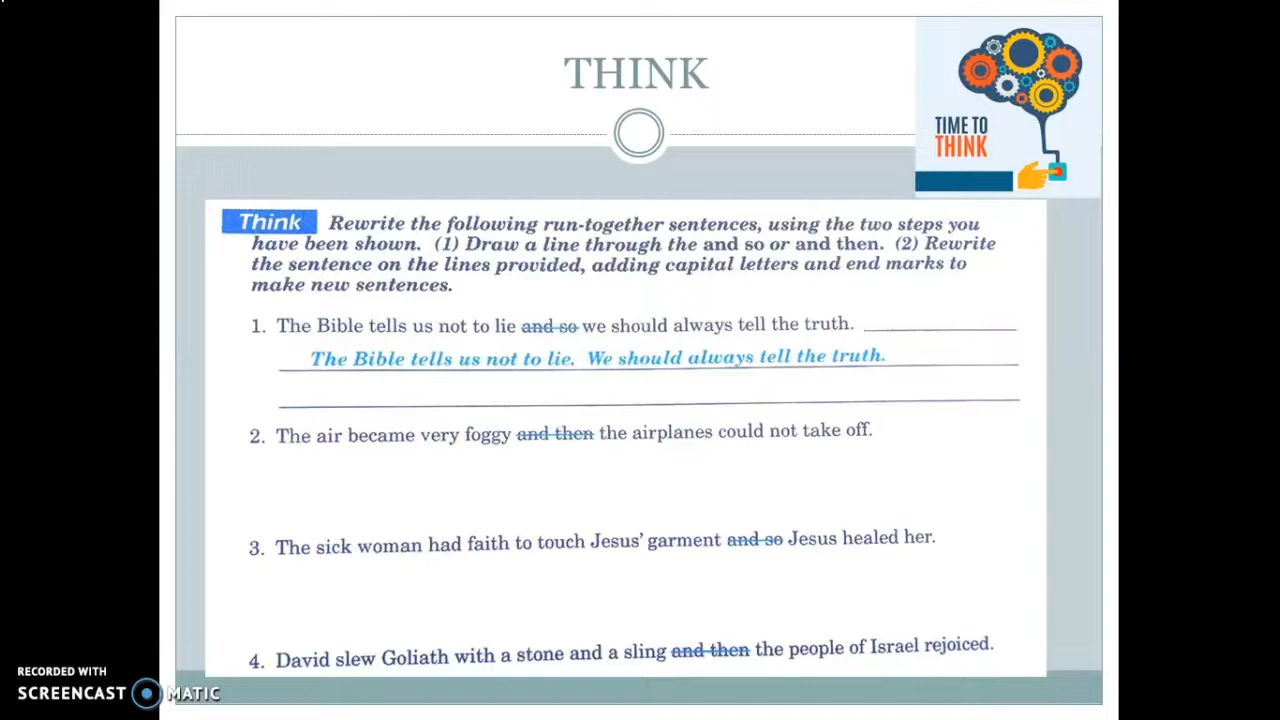 THINK
TIME TO
THINK
Think Rewrite the following run-together sentences, using the two steps you
have been shown. (1) Draw a line through the and so or and then. (2) Rewrite
the sentence on the lines provided, adding capital letters and end marks to
make new sentences.
1. The Bible tells us not to lie and so we should always tell the truth.
The Bible tells us not to lie. We should always tell the truth.
2. The air became very foggy and then the airplanes could not take off.
3. The sick woman had faith to touch Jesus' garment and so Jesus healed her.
4. David slew Goliath with a stone and a sling and then the people of Israel rejoiced.
RECORDED WITH
SCREENCAST MATIC